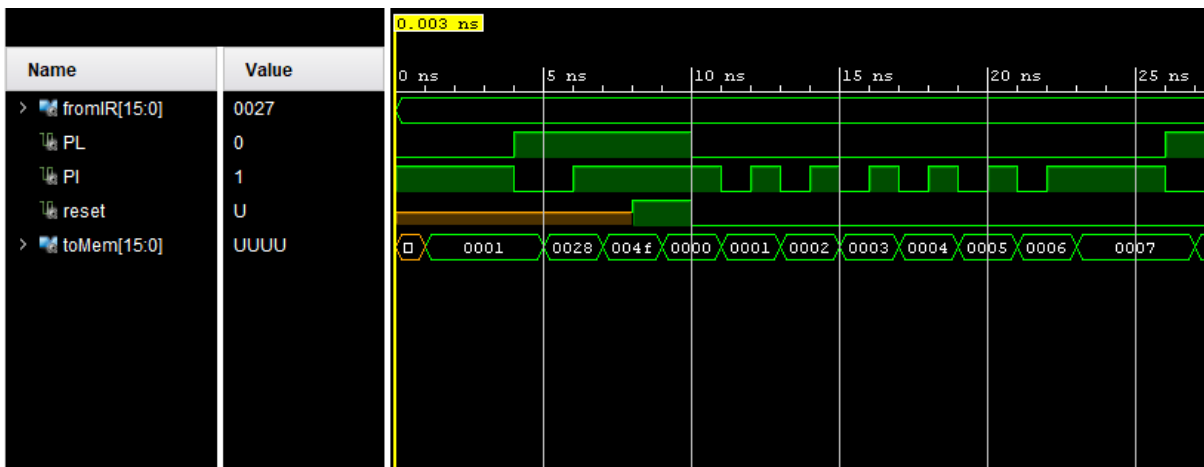 0.003 ns
Name Value
0 ns 5 ns 10 ns 15 ns 20 ns 25 ns
> fromIR[15:0] 0027
PL 0
PI 1
reset U
> toMem[15:0] UUUU 0001 0028 004f 0000 0001 0002 0003 0004 0005 0006 0007